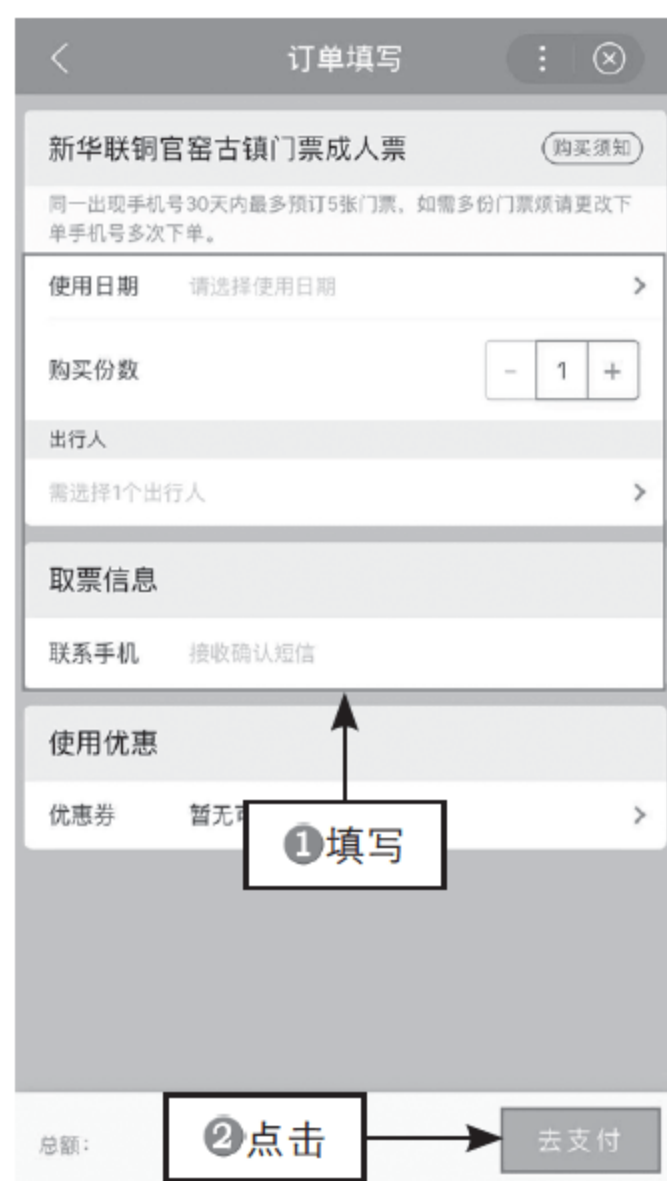 订单填写
新华联铜官窑古镇门票成人票 购买须知
同一出现手机号30天内最多预订5张门票，如需多份门票烦请更改下
单手机号多次下单。
使用日期 请选择使用日期
购买份数 - 1 +
出行人
需选择1个出行人
取票信息
联系手机 接收确认短信
使用优惠
优惠券 暂无
❶填写
总额： ❷点击 去支付